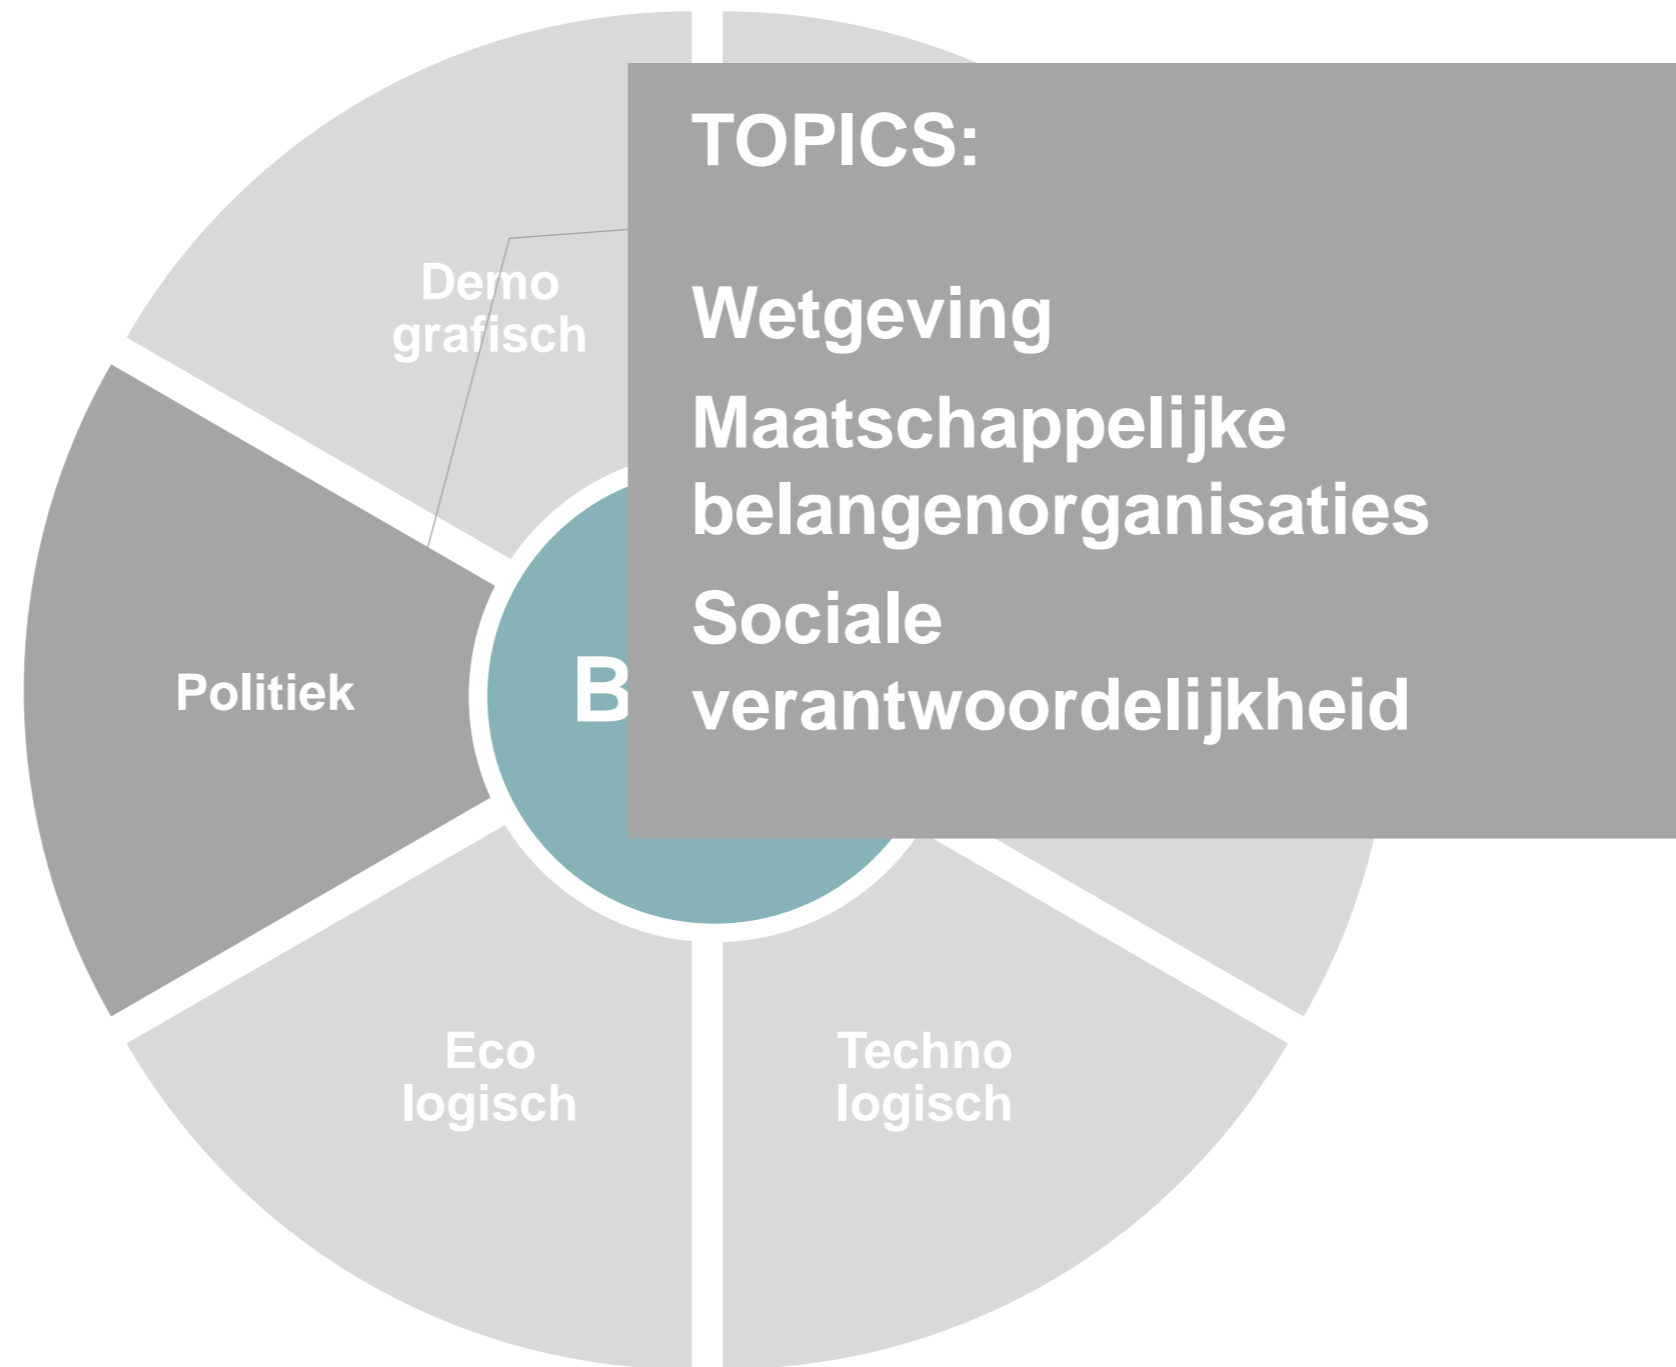 TOPICS:
Wetgeving
Maatschappelijke
belangenorganisaties
Sociale
verantwoordelijkheid
Demo
grafisch
Politiek
B
Eco
logisch
Techno
logisch